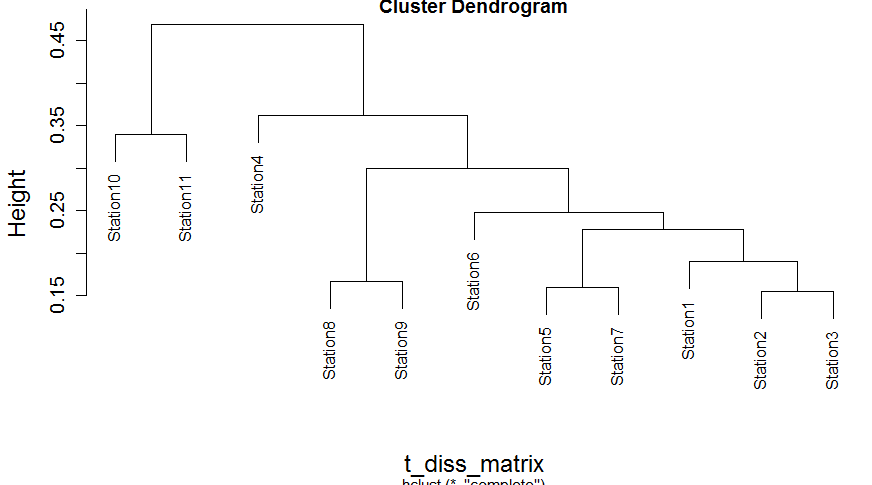 Cluster Dendrogram
Height
0.45
0.35
0.25
0.15
Station10
Station11
Station4
Station8
Station9
Station6
Station5
Station7
Station1
Station2
Station3
t_diss_matrix
hclust (*, "complete")